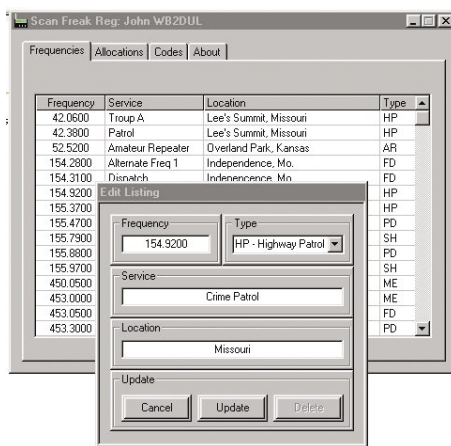 Scan Freak Reg: John WB2DUL
Frequencies Allocations Codes About
Frequency Service Location Type
42.0600 Troup A Lee's Summit, Missouri HP
42.3800 Patrol Lee's Summit, Missouri HP
52.5200 Amateur Repeater Overland Park, Kansas AR
154.2800 Alternate Freq 1 Independence, Mo. FD
154.3100 Dispatch Indepencence, Mo. FD
154.9200 HP
155.3700 HP
155.4700 PD
155.7900 SH
155.8800 PD
155.9700 SH
450.0500 ME
453.0000 ME
453.0500 FD
453.3000 PD
Edit Listing
Frequency Type
154.9200 HP - Highway Patrol
Service
Crime Patrol
Location
Missouri
Update
Cancel Update Delete